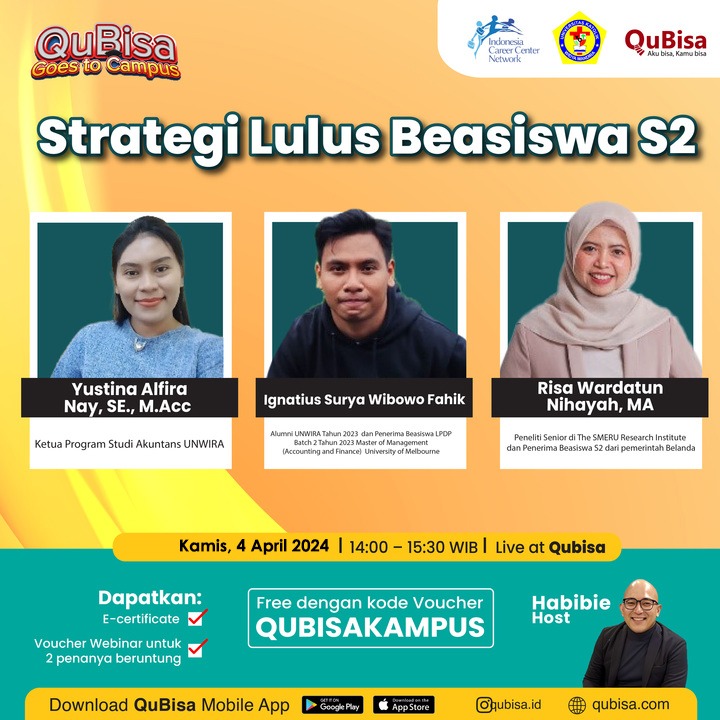 QuBisa
Goes to Campus
Indonesia
Career Center
Network
QuBisa
Aku bisa, Kamu bisa
Strategi Lulus Beasiswa S2
Yustina Alfira
Nay, SE., M.Acc
Ketua Program Studi Akuntans UNWIRA
Ignatius Surya Wibowo Fahik
Alumni UNWIRA Tahun 2023 dan Penerima Beasiswa LPDP
Batch 2 Tahun 2023 Master of Management
(Accounting and Finance) University of Melbourne
Risa Wardatun
Nihayah, MA
Peneliti Senior di The SMERU Research Institute
dan Penerima Beasiswa S2 dari pemerintah Belanda
Kamis, 4 April 2024 | 14:00 – 15:30 WIB | Live at Qubisa
Dapatkan:
E-certificate
Voucher Webinar untuk
2 penanya beruntung
Free dengan kode Voucher
QUBISAKAMPUS
Habibie
Host
Download QuBisa Mobile App
GET IT ON
Google Play
Download on the
App Store
qubisa.id
qubisa.com